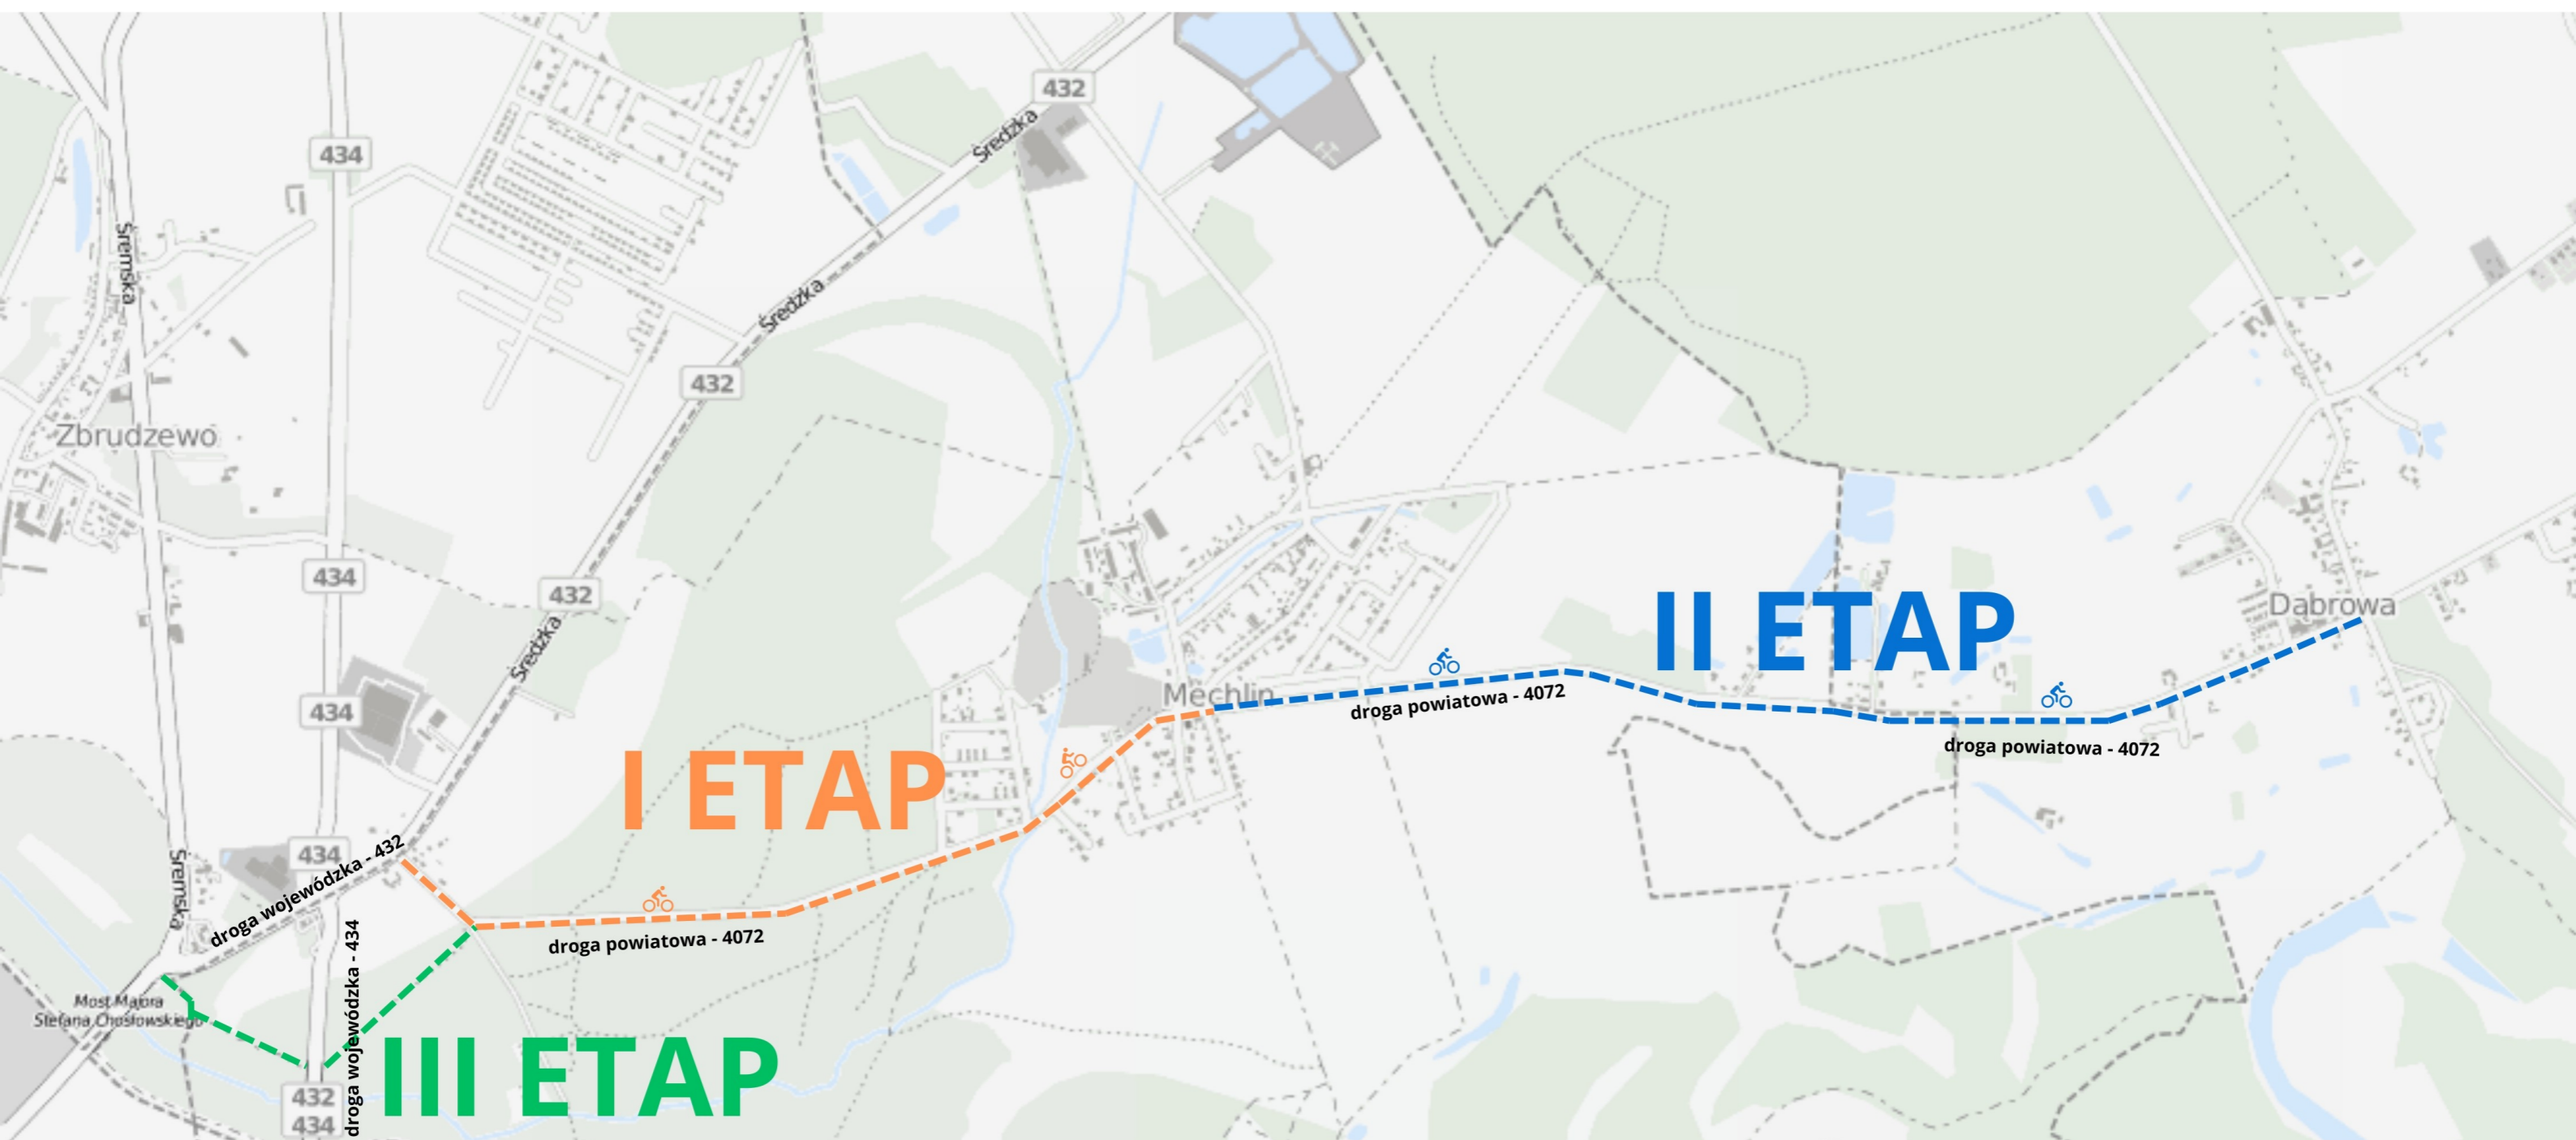 432
Średzka
434
Śremska
Średzka
432
Zbrudzewo
434
432
Średzka
II ETAP
Dąbrowa
434
Mechlin
droga powiatowa - 4072
droga powiatowa - 4072
I ETAP
434
droga wojewódzka - 432
Śremska
droga powiatowa - 4072
droga wojewódzka - 434
Most Majora
Stefana Chosłowskiego
III ETAP
432
434